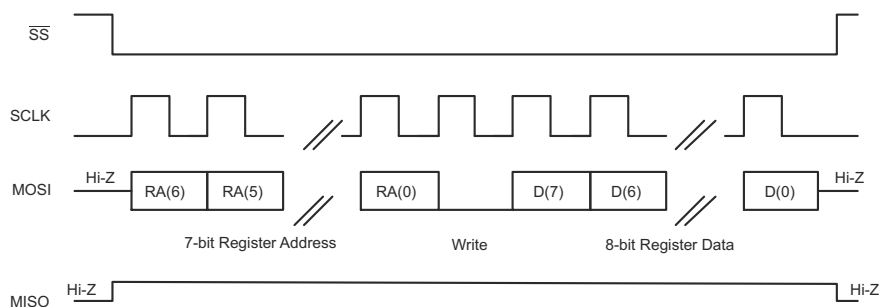 SS
SCLK
Hi-Z Hi-Z
MOSI RA(6) RA(5) RA(0) D(7) D(6) D(0)
7-bit Register Address Write 8-bit Register Data
Hi-Z Hi-Z
MISO